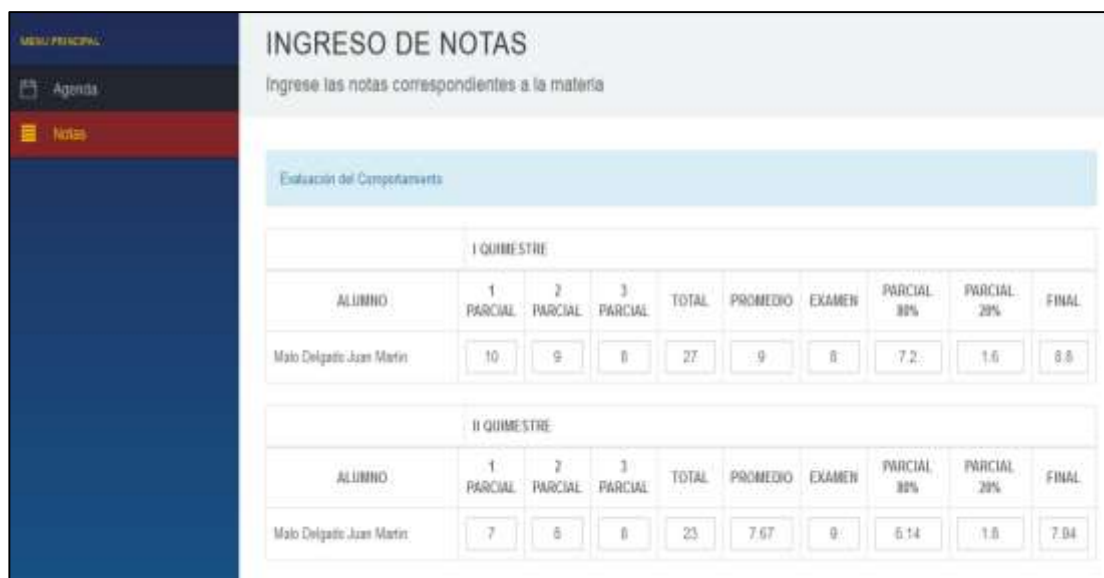 MENU PRINCIPAL
Agenda
Notas
INGRESO DE NOTAS
Ingrese las notas correspondientes a la materia
Evaluación del Comportamiento
I QUIMESTRE
ALUMNO 1 PARCIAL 2 PARCIAL 3 PARCIAL TOTAL PROMEDIO EXAMEN PARCIAL 80% PARCIAL 20% FINAL
Malo Delgado Juan Martin 10 9 8 27 9 8 7.2 1.6 8.8
II QUIMESTRE
ALUMNO 1 PARCIAL 2 PARCIAL 3 PARCIAL TOTAL PROMEDIO EXAMEN PARCIAL 80% PARCIAL 20% FINAL
Malo Delgado Juan Martin 7 8 8 23 7.67 9 6.14 1.8 7.94